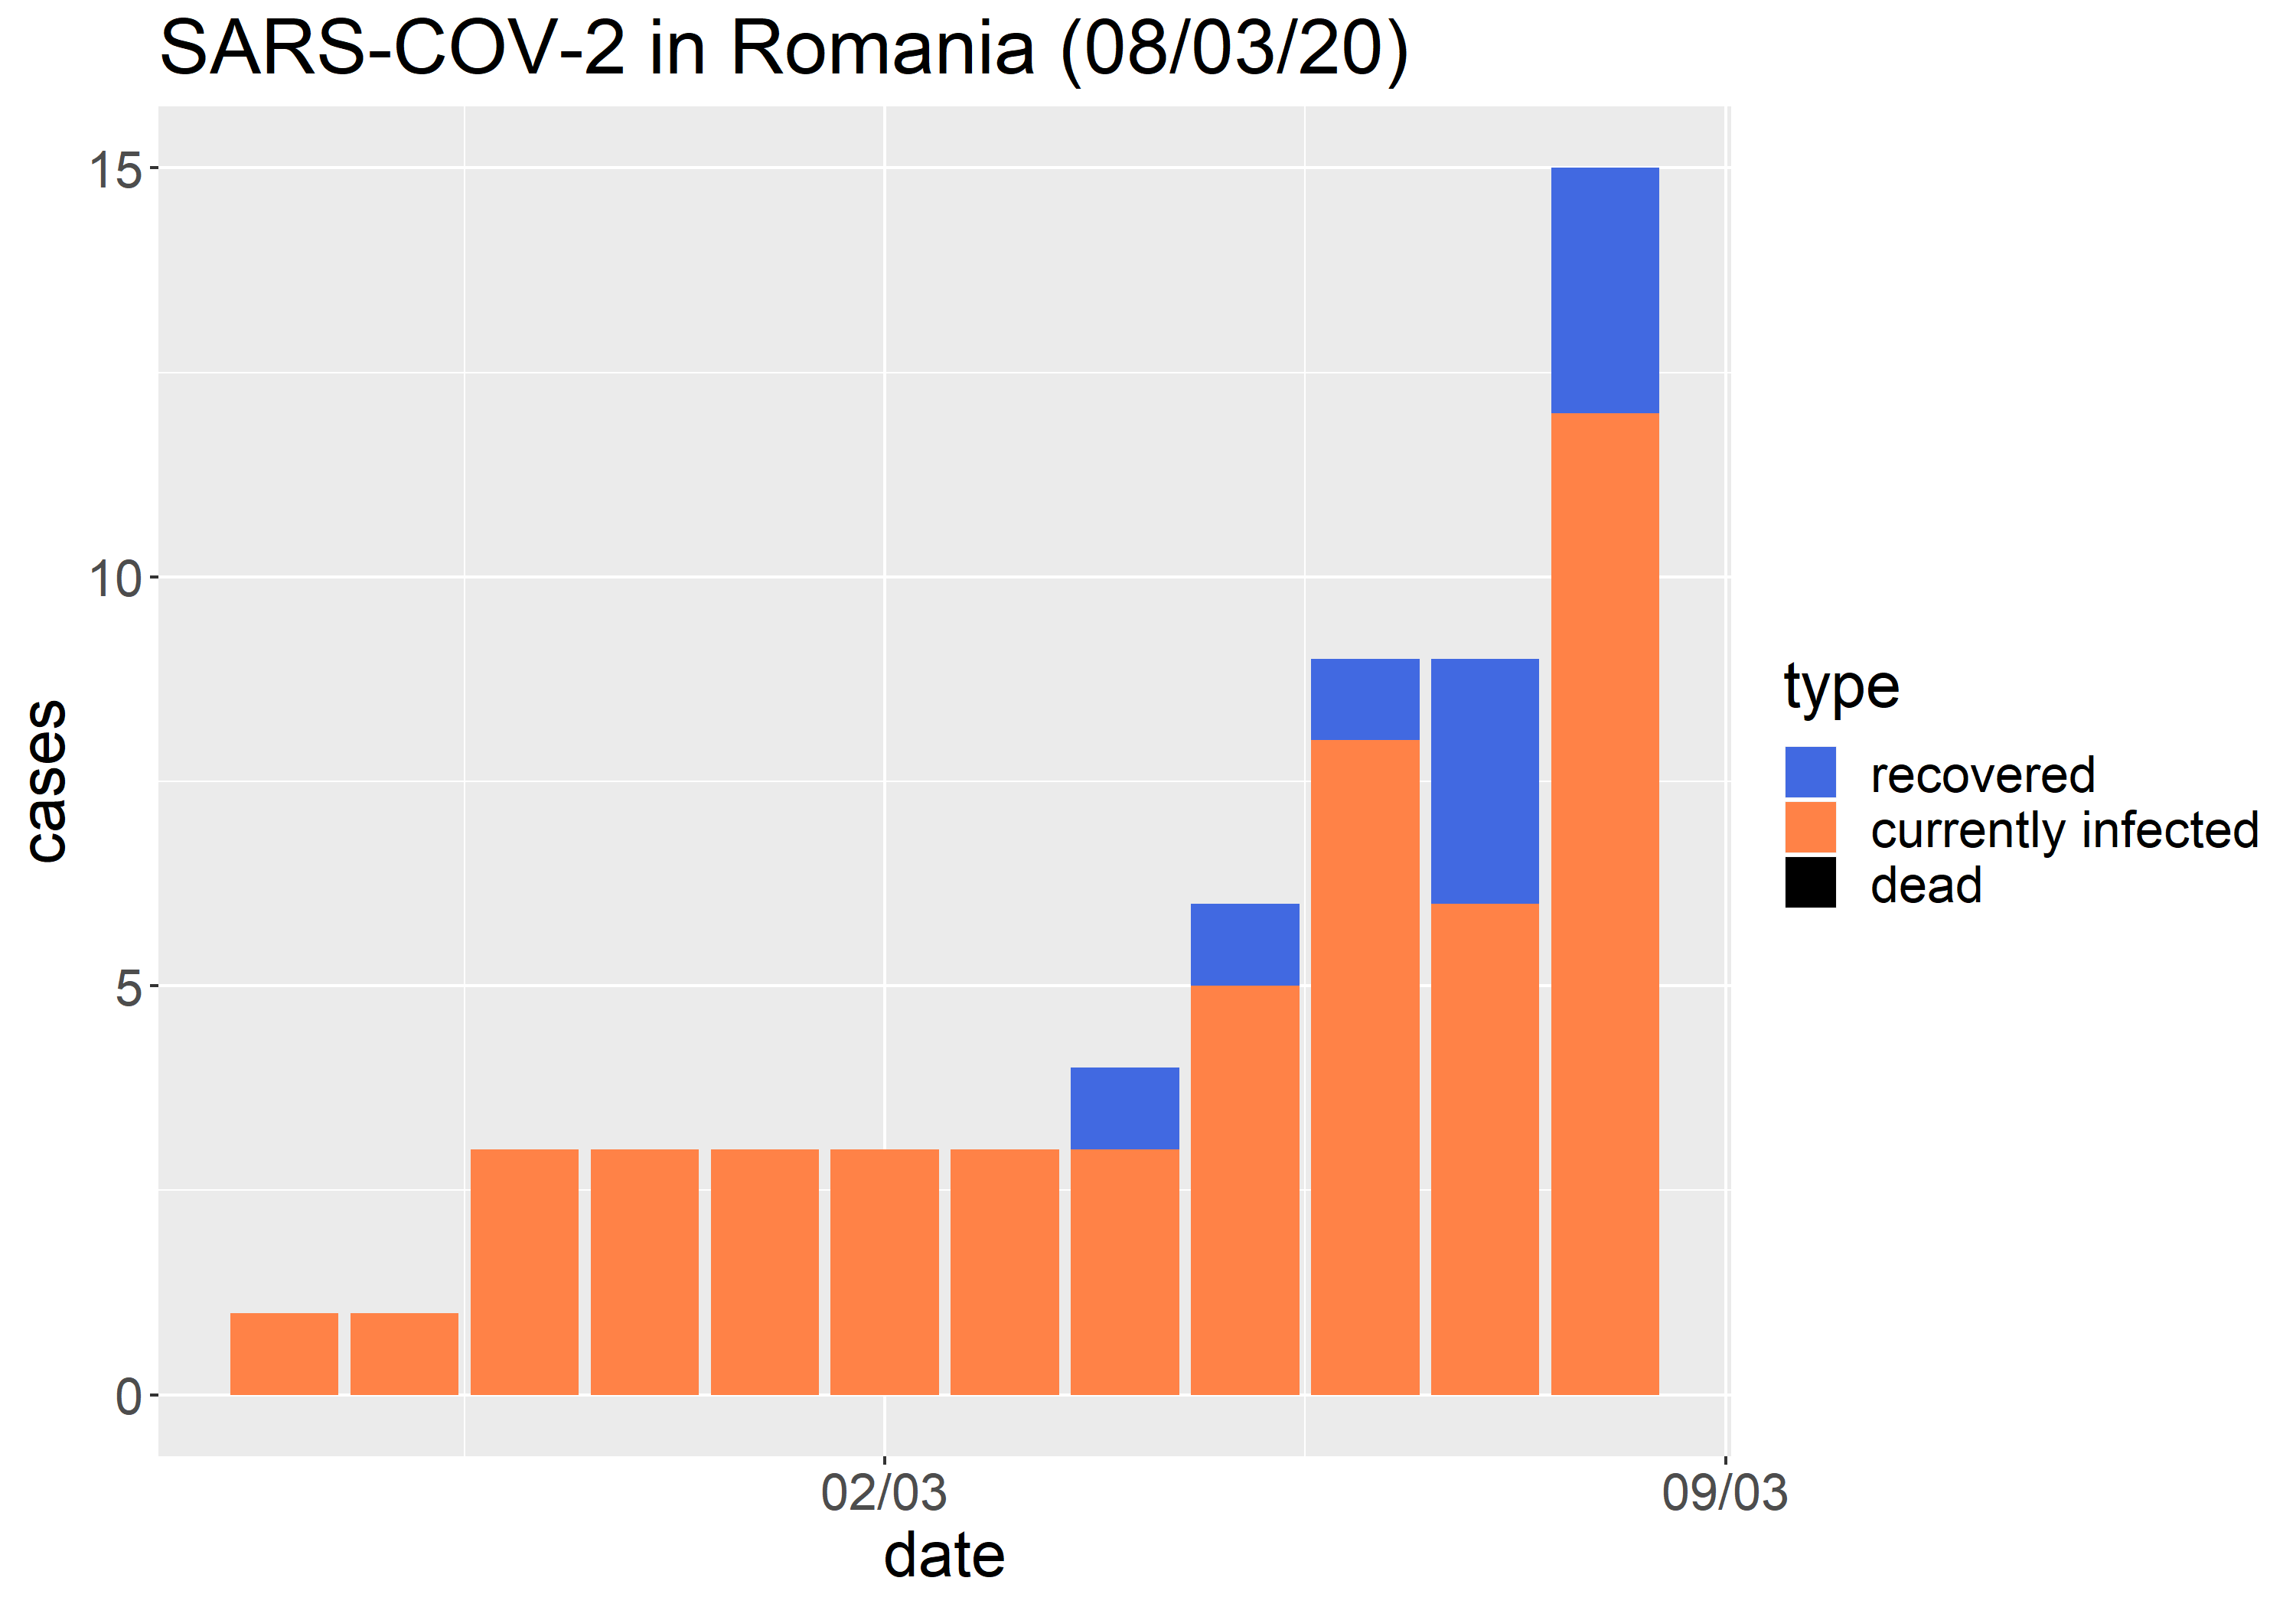 SARS-COV-2 in Romania (08/03/20)
15
10
5
0
cases
02/03
09/03
date
type
recovered
currently infected
dead